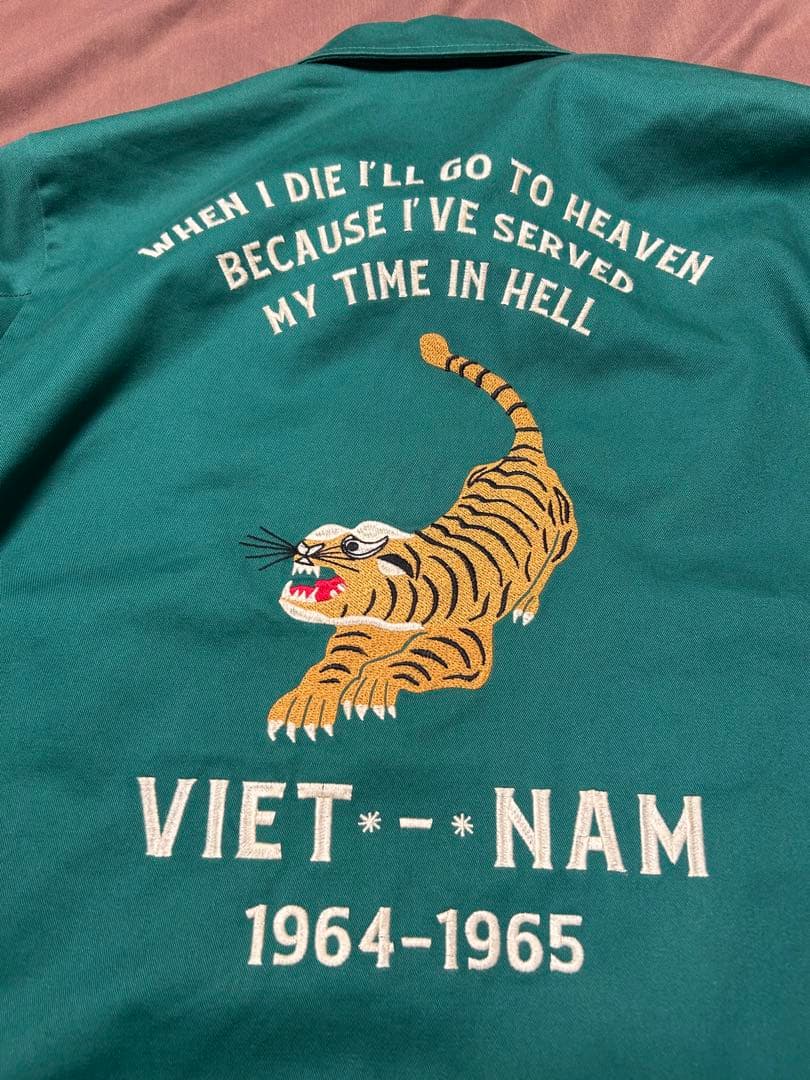 WHEN I DIE I'LL GO TO HEAVEN
BECAUSE I'VE SERVED
MY TIME IN HELL
VIET*-*NAM
1964-1965